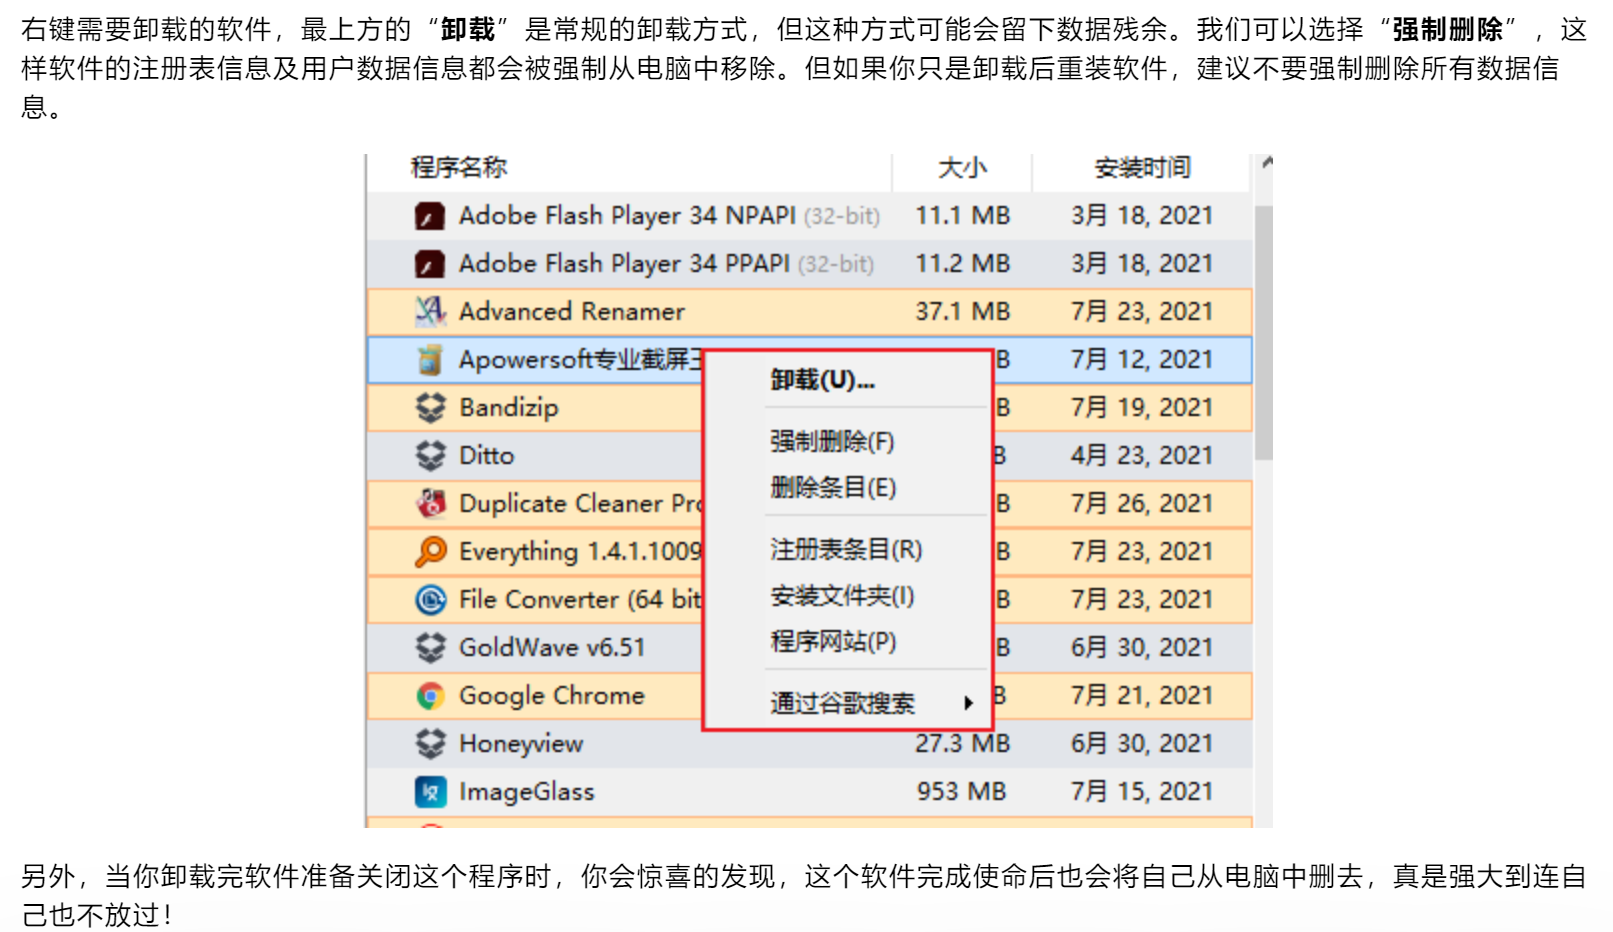 右键需要卸载的软件，最上方的“卸载”是常规的卸载方式，但这种方式可能会留下数据残余。我们可以选择“强制删除”，这
样软件的注册表信息及用户数据信息都会被强制从电脑中移除。但如果你只是卸载后重装软件，建议不要强制删除所有数据信
息。
程序名称 大小 安装时间
Adobe Flash Player 34 NPAPI (32-bit) 11.1 MB 3月 18, 2021
Adobe Flash Player 34 PPAPI (32-bit) 11.2 MB 3月 18, 2021
Advanced Renamer 37.1 MB 7月 23, 2021
Apowersoft专业截屏王 B 7月 12, 2021
卸载(U)...
Bandizip B 7月 19, 2021
强制删除(F)
Ditto B 4月 23, 2021
删除条目(E)
Duplicate Cleaner Pro B 7月 26, 2021
注册表条目(R)
Everything 1.4.1.1009 B 7月 23, 2021
安装文件夹(I)
File Converter (64 bit B 7月 23, 2021
程序网站(P)
GoldWave v6.51 B 6月 30, 2021
Google Chrome B 7月 21, 2021
通过谷歌搜索
Honeyview 27.3 MB 6月 30, 2021
ImageGlass 953 MB 7月 15, 2021
另外，当你卸载完软件准备关闭这个程序时，你会惊喜的发现，这个软件完成使命后也会将自己从电脑中删去，真是强大到连自
己也不放过！